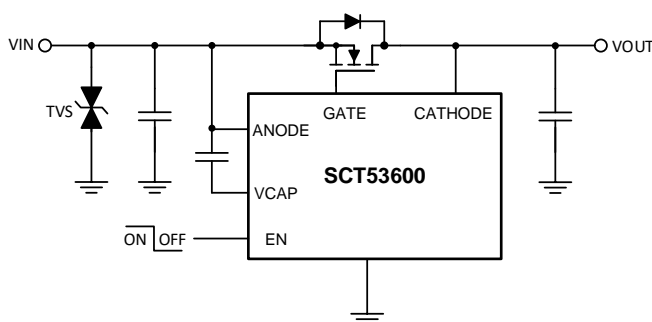 VIN
VOUT
TVS
GATE
CATHODE
ANODE
SCT53600
VCAP
ON OFF
EN